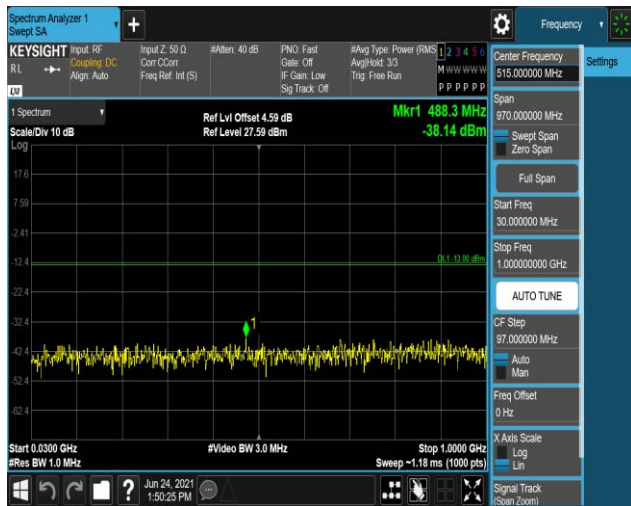 Spectrum Analyzer 1
Swept SA
Frequency
KEYSIGHT
Input: RF
Coupling: DC
Align: Auto
Input Z: 50 Ω
Corr CCorr
Freq Ref: Int (S)
#Atten: 40 dB
PNO: Fast
Gate: Off
IF Gain: Low
Sig Track: Off
#Avg Type: Power (RMS
Avg|Hold: 3/3
Trig: Free Run
1 2 3 4 5 6
M W W W W W
P P P P P P
RL
LXI
1 Spectrum
Scale/Div 10 dB
Log
Ref Lvl Offset 4.59 dB
Ref Level 27.59 dBm
Mkr1 488.3 MHz
-38.14 dBm
17.6
7.59
-2.41
-12.4
DL1 -13.00 dBm
-22.4
-32.4
1
-42.4
-52.4
-62.4
Start 0.0300 GHz
#Res BW 1.0 MHz
#Video BW 3.0 MHz
Stop 1.0000 GHz
Sweep ~1.18 ms (1000 pts)
?
Jun 24, 2021
1:50:25 PM
Settings
Center Frequency
515.000000 MHz
Span
970.000000 MHz
Swept Span
Zero Span
Full Span
Start Freq
30.000000 MHz
Stop Freq
1.000000000 GHz
AUTO TUNE
CF Step
97.000000 MHz
Auto
Man
Freq Offset
0 Hz
X Axis Scale
Log
Lin
Signal Track
(Span Zoom)